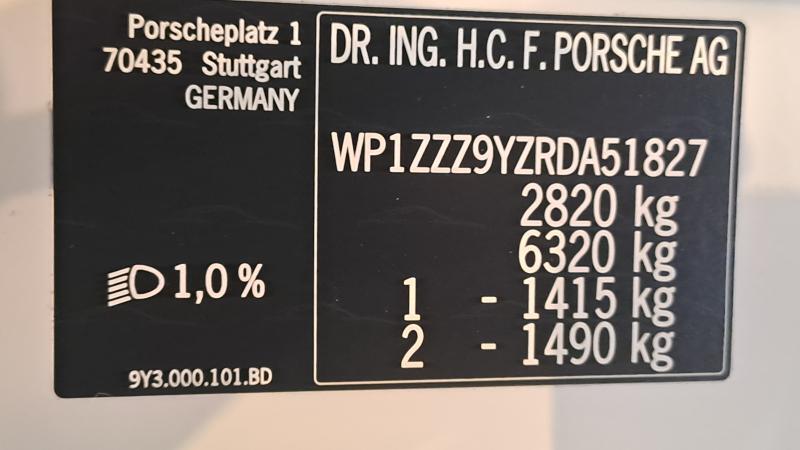 Porscheplatz 1
70435 Stuttgart
GERMANY
DR. ING. H.C. F. PORSCHE AG
WP1ZZZ9YZRDA51827
2820 kg
6320 kg
1 - 1415 kg
2 - 1490 kg
1,0 %
9Y3.000.101.BD